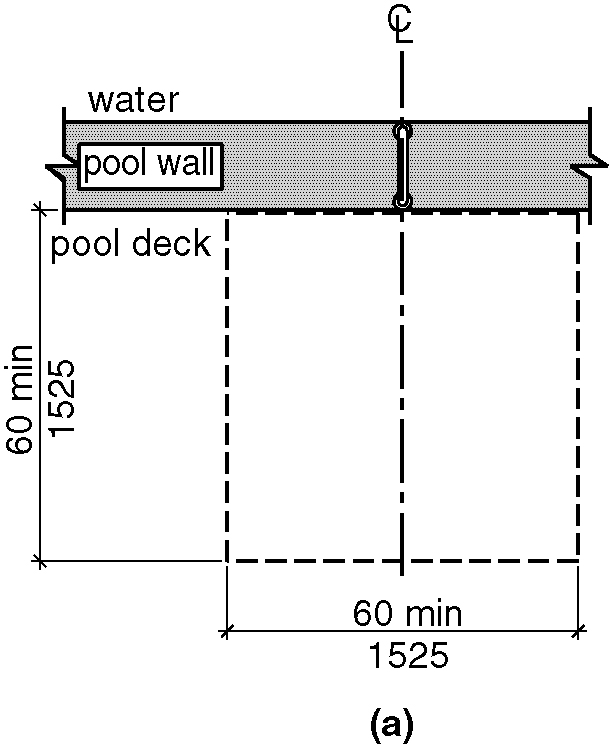 ℄
water
pool wall
pool deck
60 min
1525
60 min
1525
(a)